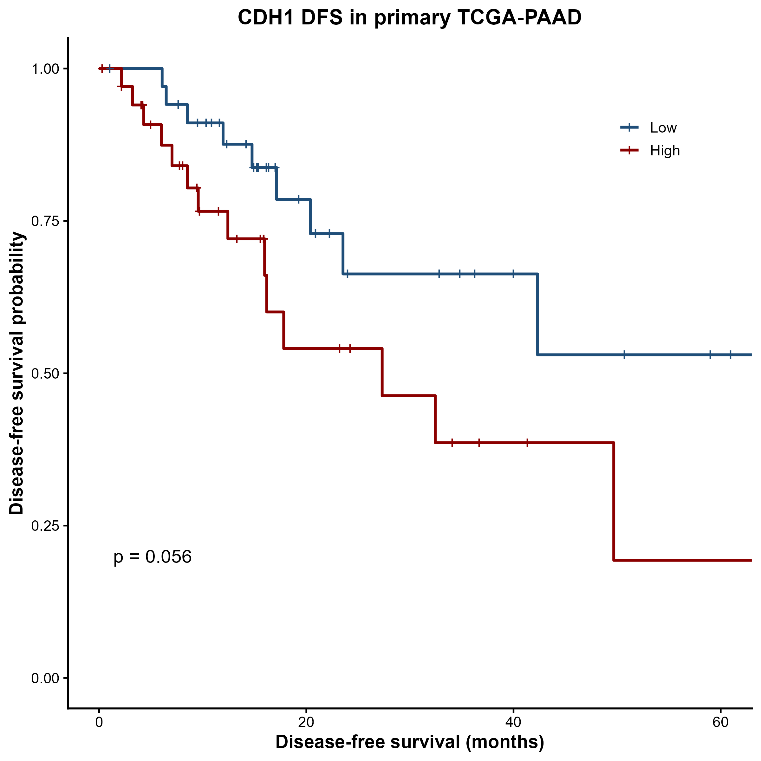 CDH1 DFS in primary TCGA-PAAD
Disease-free survival probability
1.00
0.75
0.50
0.25
0.00
Low
High
p = 0.056
0 20 40 60
Disease-free survival (months)